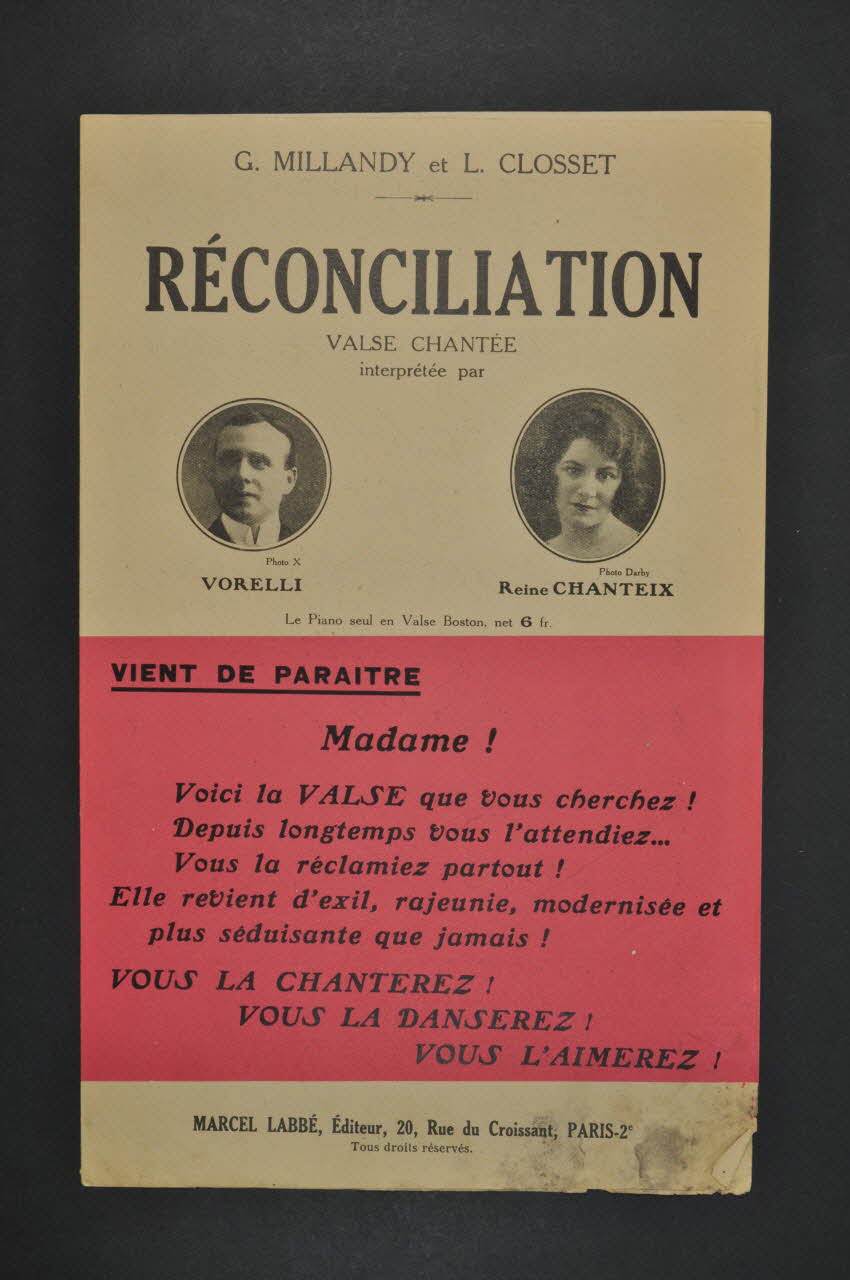 G. MILLANDY et L. CLOSSET
RÉCONCILIATION
VALSE CHANTÉE
interprétée par
Photo X
VORELLI
Photo Darby
Reine CHANTEIX
Le Piano seul en Valse Boston, net 6 fr.
VIENT DE PARAITRE
Madame !
Voici la VALSE que vous cherchez !
Depuis longtemps vous l'attendiez...
Vous la réclamiez partout !
Elle revient d'exil, rajeunie, modernisée et
plus séduisante que jamais !
VOUS LA CHANTEREZ !
VOUS LA DANSEREZ !
VOUS L'AIMEREZ !
MARCEL LABBÉ, Éditeur, 20, Rue du Croissant, PARIS-2e
Tous droits réservés.